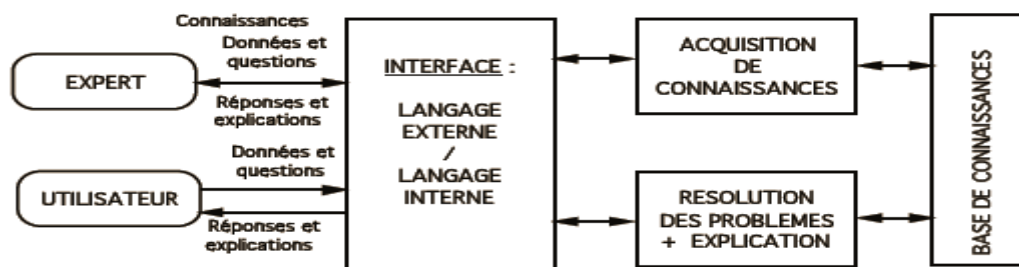 Connaissances
Données et
questions
EXPERT
Réponses et
explications
Données et
questions
UTILISATEUR
Réponses et
explications
INTERFACE :
LANGAGE
EXTERNE
/
LANGAGE
INTERNE
ACQUISITION
DE
CONNAISSANCES
RESOLUTION
DES PROBLEMES
+ EXPLICATION
BASE DE CONNAISSANCES